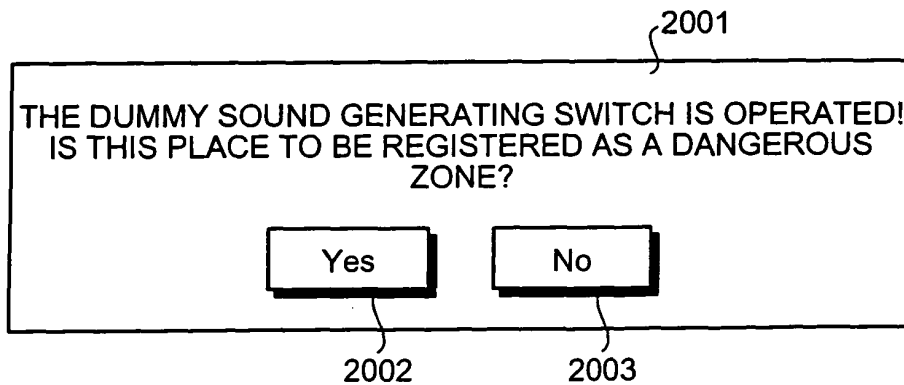 2001
THE DUMMY SOUND GENERATING SWITCH IS OPERATED!
IS THIS PLACE TO BE REGISTERED AS A DANGEROUS
ZONE?
Yes No
2002 2003